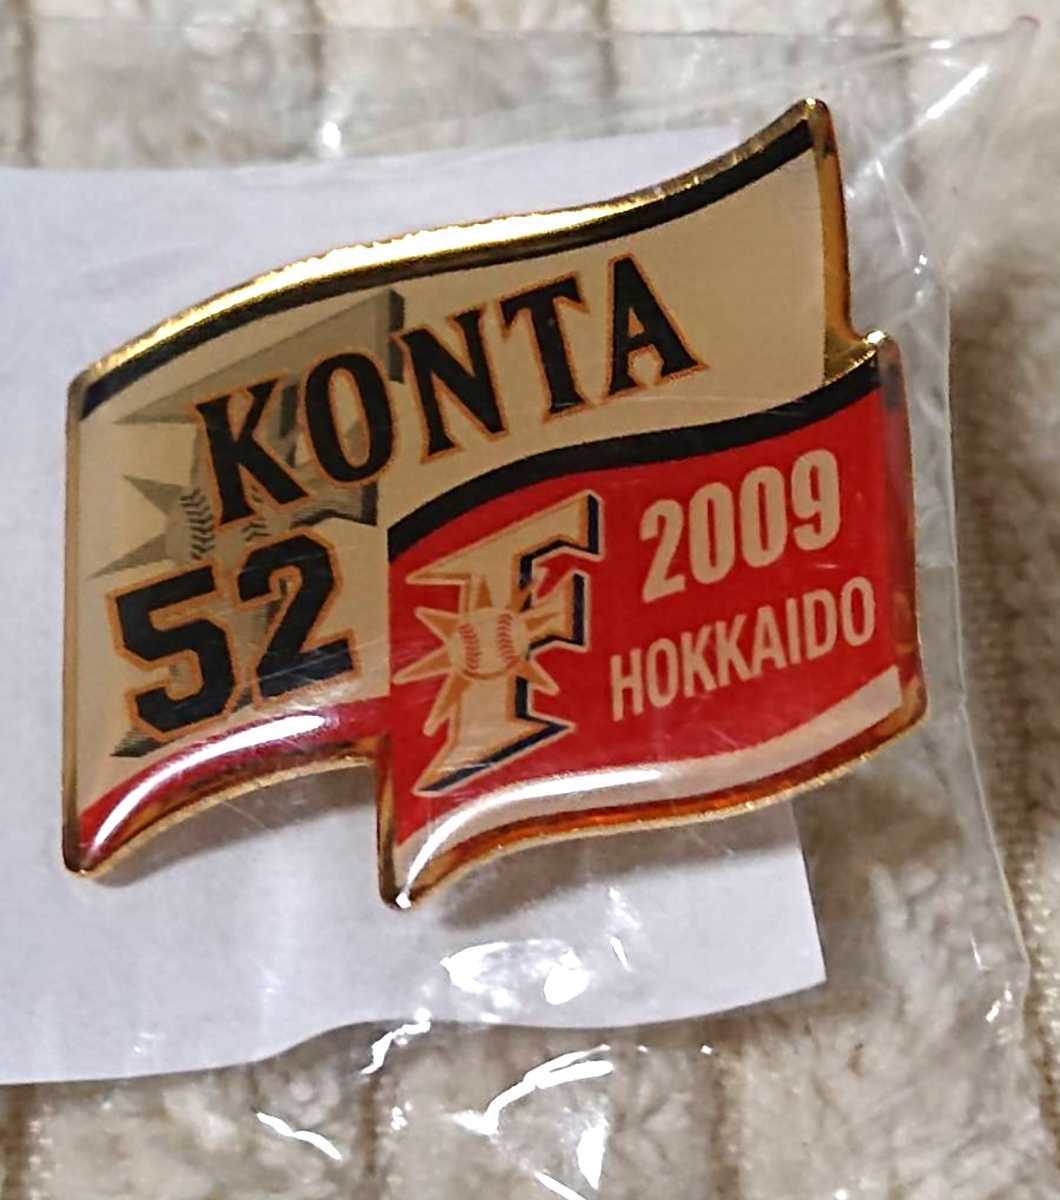 KONTA
52
F
2009
HOKKAIDO